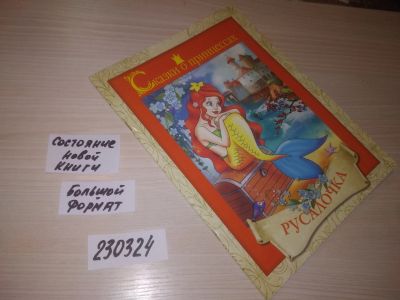 Сказки о принцессах
РУСАЛОЧКА
Состояние
новой
книги
Большой
формат
230324